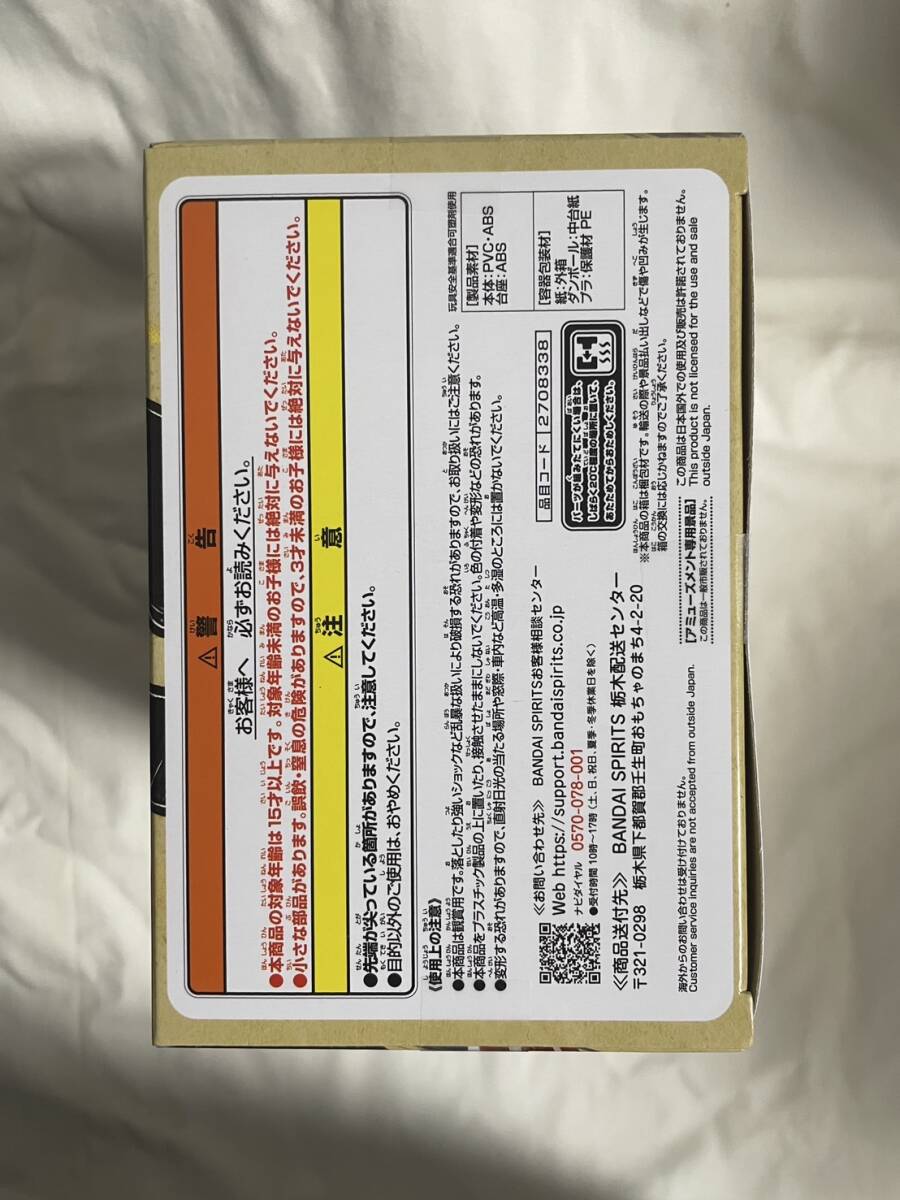 ⚠警告
お客様へ 必ずお読みください。
●本商品の対象年齢は15才以上です。対象年齢未満のお子様には絶対に与えないでください。
●小さな部品があります。誤飲・窒息の危険がありますので、3才未満のお子様には絶対に与えないでください。
⚠注意
●先端が尖っている箇所がありますので、注意してください。
●目的以外のご使用は、おやめください。
《使用上の注意》
●本商品は観賞用です。落としたり強いショックなど乱暴な扱いにより破損する恐れがありますので、お取り扱いにはご注意ください。
●本商品をプラスチック製品の上に置いたり、接触させたままにしないでください。色の付着や変形などの恐れがあります。
●変形する恐れがありますので、直射日光の当たる場所や窓際・車内など高温・多湿のところには置かないでください。
玩具安全基準適合可塑剤使用
[製品素材]
本体:PVC・ABS
台座:ABS
[容器包装材]
紙:外箱
ダンボール:中台紙
プラ:保護材 PE
《お問い合わせ先》 BANDAI SPIRITSお客様相談センター
Web https://support.bandaispirits.co.jp
ナビダイヤル 0570-078-001
●受付時間 10時〜17時(土、日、祝日、夏季・冬季休業日を除く)
《商品送付先》 BANDAI SPIRITS 栃木配送センター
〒321-0298 栃木県下都賀郡壬生町おもちゃのまち4-2-20
品目コード 2708338
パーツが組みたてにくい場合は、
しばらく20℃程度の場所に置いて、
あたためてからおためしください。
※本商品の箱は梱包材です。輸送の際や景品払い出しなどで傷や凹みが生じます。
箱の交換には応じかねますのでご了承ください。
海外からのお問い合わせは受け付けておりません。
Customer service inquiries are not accepted from outside Japan.
[アミューズメント専用景品]
この商品は一般市販されておりません。
この商品は日本国外での使用及び販売は許諾されておりません。
This product is not licensed for the use and sale
outside Japan.